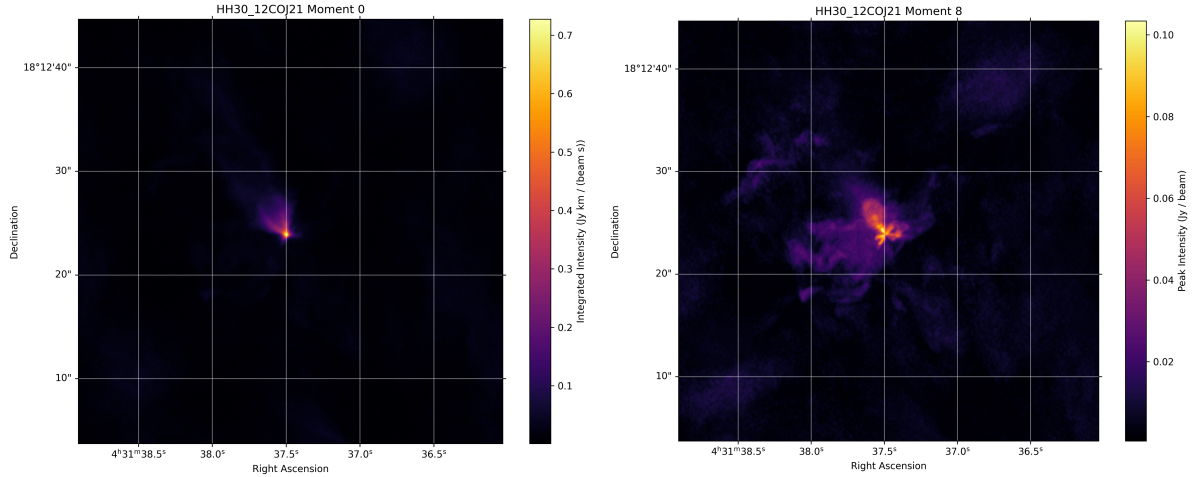 HH30_12COJ21 Moment 0
18°12'40"
30"
20"
10"
Declination
4ʰ31ᵐ38.5ˢ 38.0ˢ 37.5ˢ 37.0ˢ 36.5ˢ
Right Ascension
0.7
0.6
0.5
0.4
0.3
0.2
0.1
Integrated Intensity (Jy km / (beam s))
HH30_12COJ21 Moment 8
18°12'40"
30"
20"
10"
Declination
4ʰ31ᵐ38.5ˢ 38.0ˢ 37.5ˢ 37.0ˢ 36.5ˢ
Right Ascension
0.10
0.08
0.06
0.04
0.02
Peak Intensity (Jy / beam)